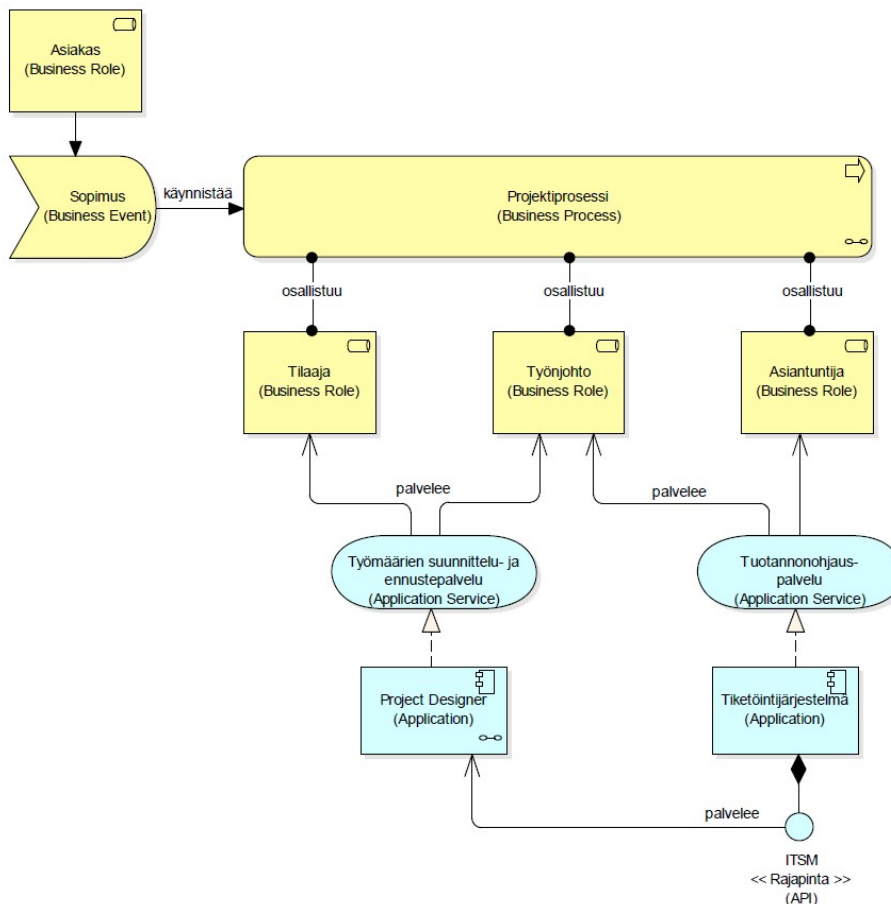 Asiakas
(Business Role)
Sopimus
(Business Event)
käynnistää
Projektiprosessi
(Business Process)
osallistuu
osallistuu
osallistuu
Tilaaja
(Business Role)
Työnjohto
(Business Role)
Asiantuntija
(Business Role)
palvelee
palvelee
Työmäärien suunnittelu- ja
ennustepalvelu
(Application Service)
Tuotannonohjaus-
palvelu
(Application Service)
Project Designer
(Application)
Tiketöintijärjestelmä
(Application)
palvelee
ITSM
<< Rajapinta >>
(API)